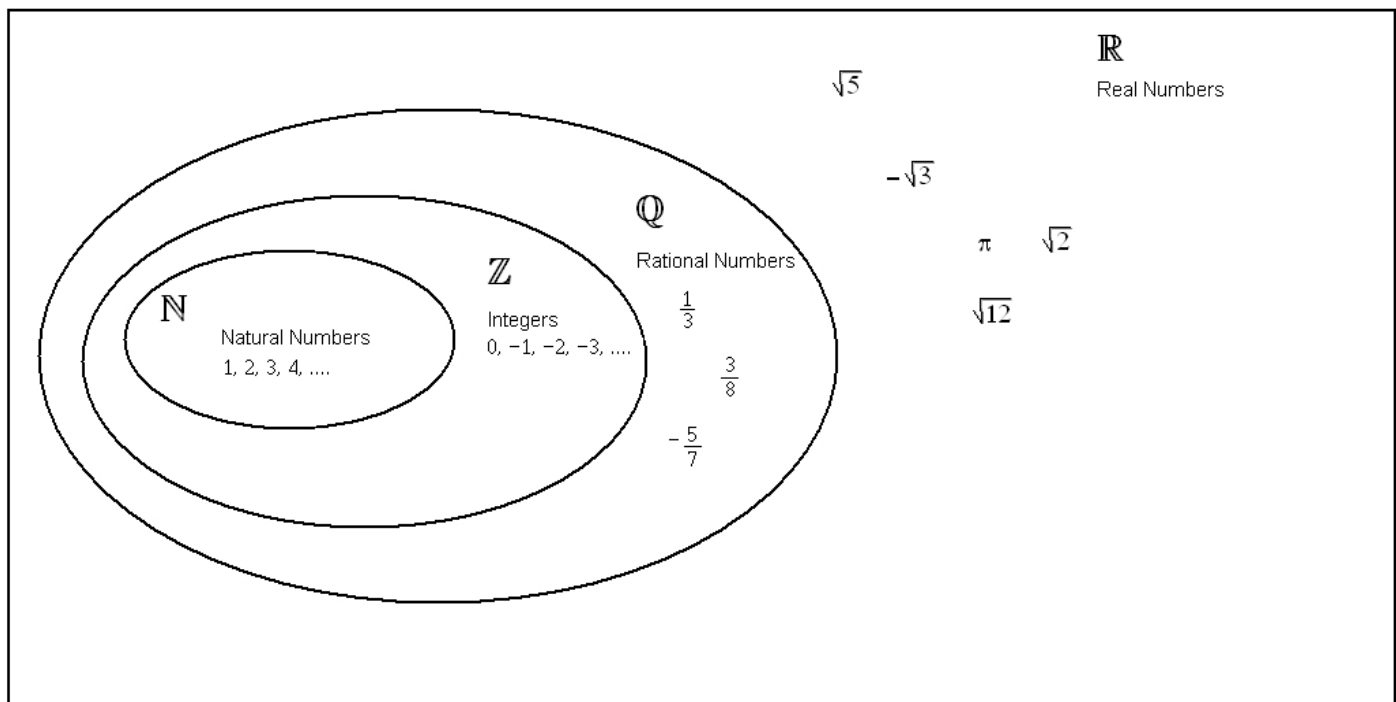 ℝ
Real Numbers
√5
−√3
π
√2
√12
ℚ
Rational Numbers
1/3
3/8
−5/7
ℤ
Integers
0, −1, −2, −3, ....
ℕ
Natural Numbers
1, 2, 3, 4, ....